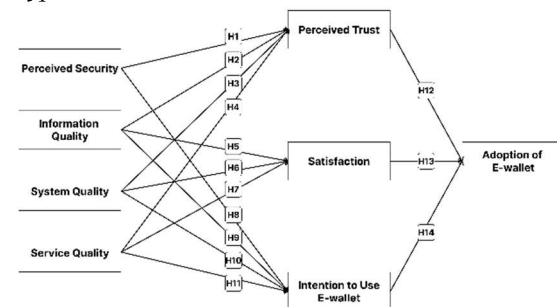 H1
Perceived Trust
H2
Perceived Security
H3
H4
H12
Information
Quality
H5
H6
Satisfaction
H13
Adoption of
E-wallet
System Quality
H7
H8
H9
H14
Service Quality
H10
H11
Intention to Use
E-wallet